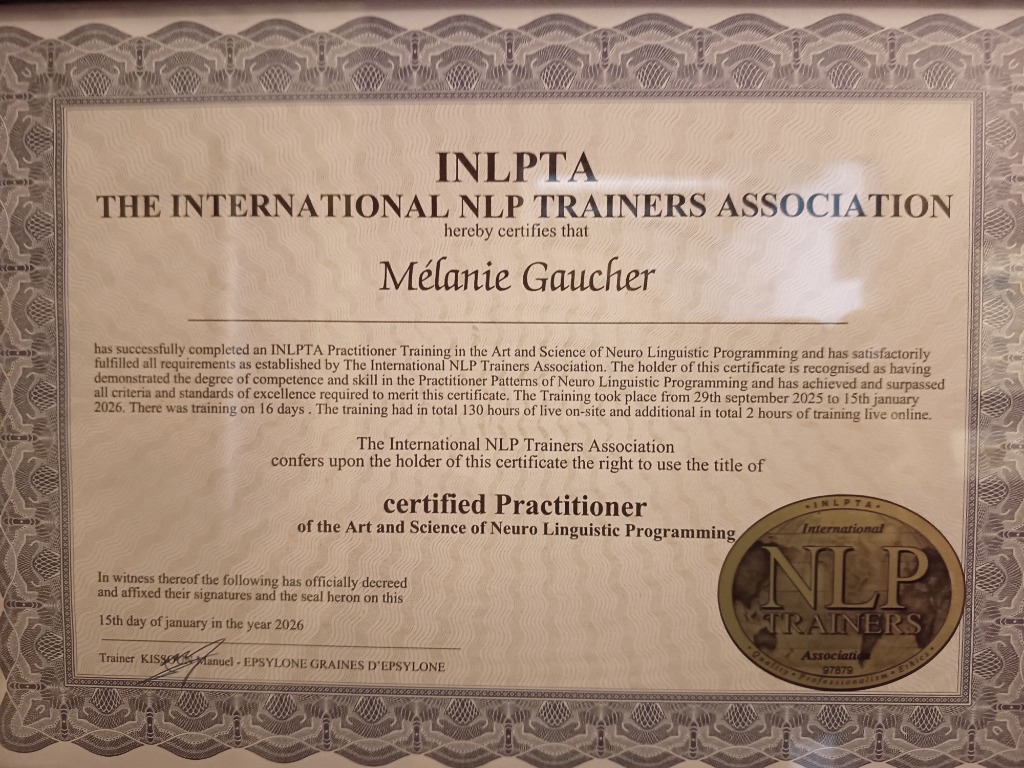 INLPTA
THE INTERNATIONAL NLP TRAINERS ASSOCIATION
hereby certifies that
Mélanie Gaucher
has successfully completed an INLPTA Practitioner Training in the Art and Science of Neuro Linguistic Programming and has satisfactorily
fulfilled all requirements as established by The International NLP Trainers Association. The holder of this certificate is recognised as having
demonstrated the degree of competence and skill in the Practitioner Patterns of Neuro Linguistic Programming and has achieved and surpassed
all criteria and standards of excellence required to merit this certificate. The Training took place from 29th september 2025 to 15th january
2026. There was training on 16 days . The training had in total 130 hours of live on-site and additional in total 2 hours of training live online.
The International NLP Trainers Association
confers upon the holder of this certificate the right to use the title of
certified Practitioner
of the Art and Science of Neuro Linguistic Programming
In witness thereof the following has officially decreed
and affixed their signatures and the seal heron on this
15th day of january in the year 2026
Trainer Manuel - EPSYLONE GRAINES D'EPSYLONE
INLPTA
International
NLP
TRAINERS
Association
97879
Quality • Professionalism • Ethics